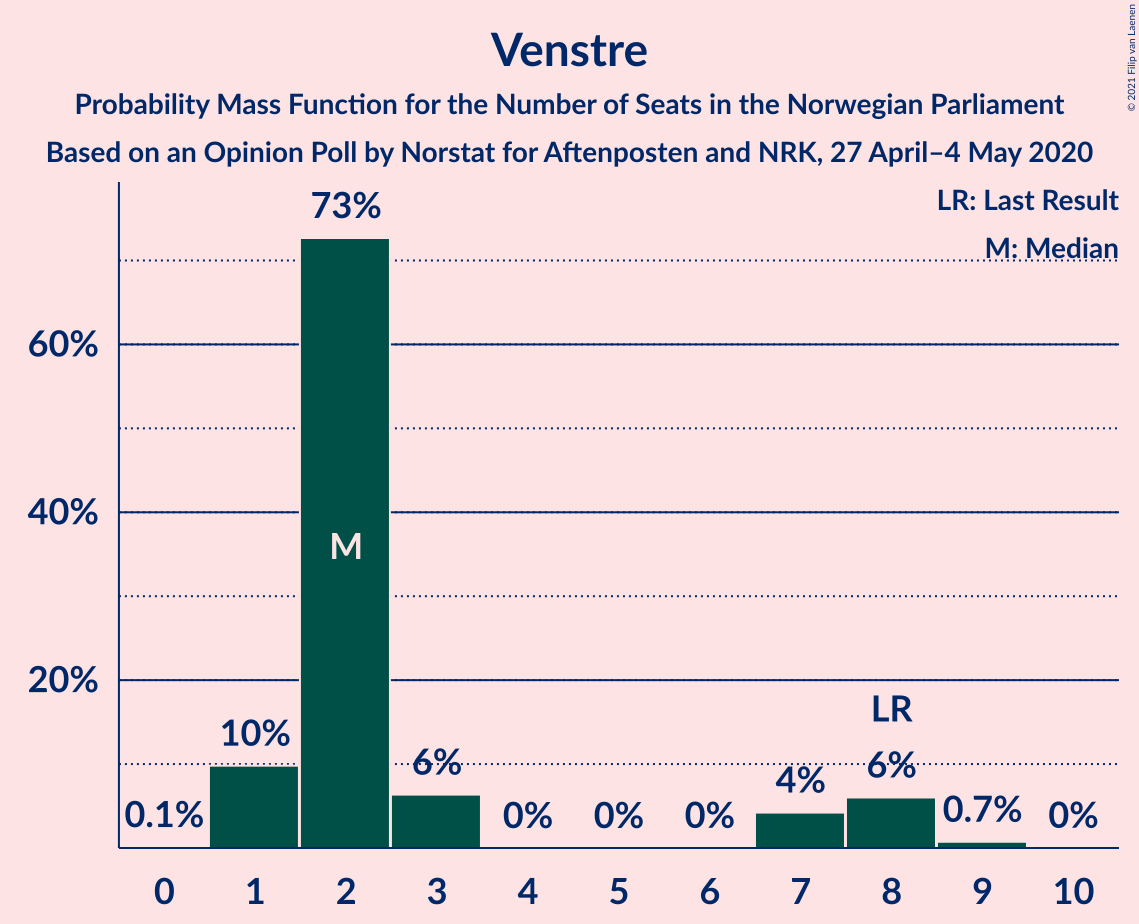 Venstre
Probability Mass Function for the Number of Seats in the Norwegian Parliament
Based on an Opinion Poll by Norstat for Aftenposten and NRK, 27 April–4 May 2020
© 2021 Filip van Laenen
LR: Last Result
M: Median
60%
40%
20%
0.1%
10%
73%
M
6%
0%
0%
0%
4%
LR
6%
0.7%
0%
0 1 2 3 4 5 6 7 8 9 10